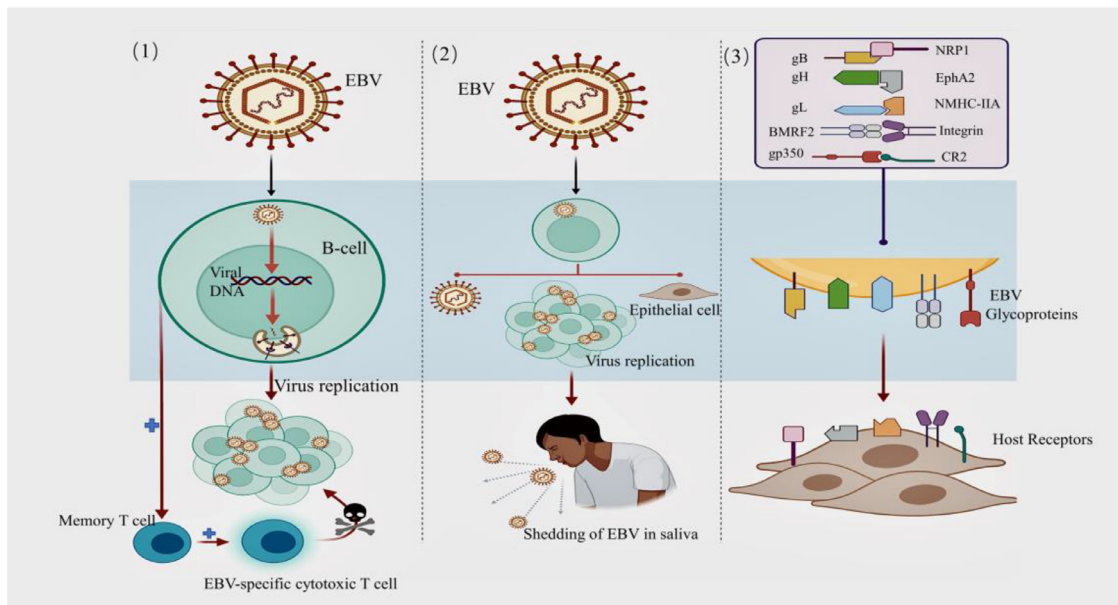 (1)
EBV
B-cell
Viral
DNA
Virus replication
Memory T cell
EBV-specific cytotoxic T cell
(2)
EBV
Epithelial cell
Virus replication
Shedding of EBV in saliva
(3)
gB NRP1
gH EphA2
gL NMHC-IIA
BMRF2 Integrin
gp350 CR2
EBV
Glycoproteins
Host Receptors